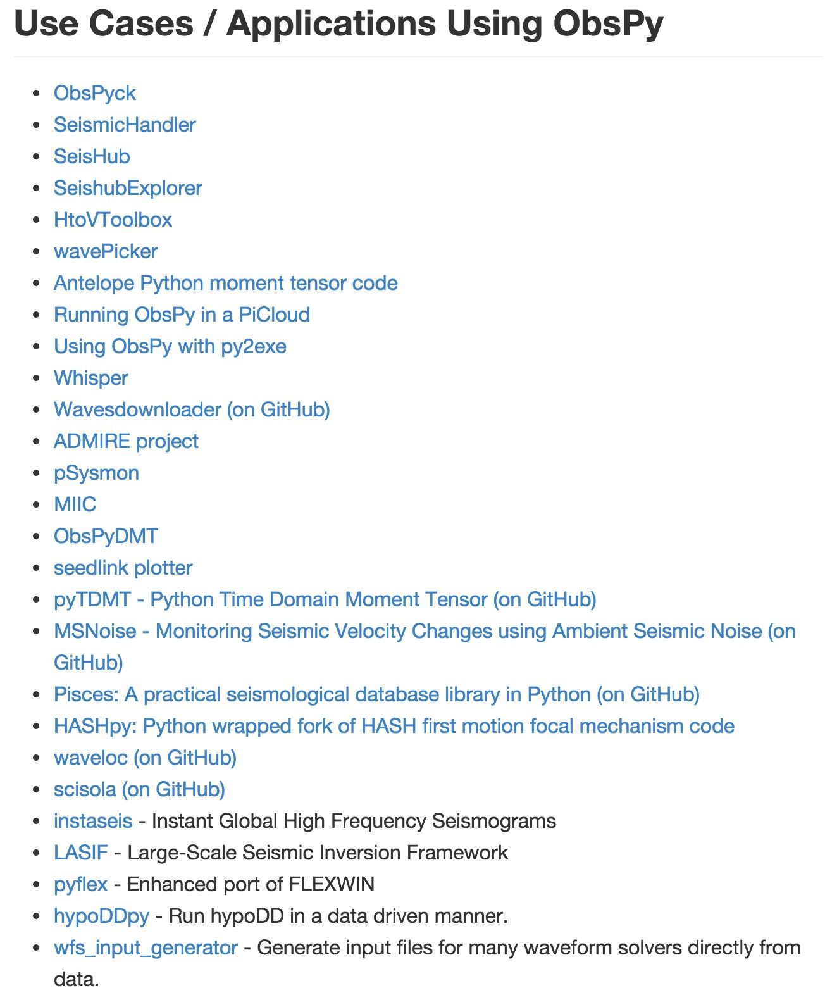 Use Cases / Applications Using ObsPy
• ObsPyck
• SeismicHandler
• SeisHub
• SeishubExplorer
• HtoVToolbox
• wavePicker
• Antelope Python moment tensor code
• Running ObsPy in a PiCloud
• Using ObsPy with py2exe
• Whisper
• Wavesdownloader (on GitHub)
• ADMIRE project
• pSysmon
• MIIC
• ObsPyDMT
• seedlink plotter
• pyTDMT - Python Time Domain Moment Tensor (on GitHub)
• MSNoise - Monitoring Seismic Velocity Changes using Ambient Seismic Noise (on
GitHub)
• Pisces: A practical seismological database library in Python (on GitHub)
• HASHpy: Python wrapped fork of HASH first motion focal mechanism code
• waveloc (on GitHub)
• scisola (on GitHub)
• instaseis - Instant Global High Frequency Seismograms
• LASIF - Large-Scale Seismic Inversion Framework
• pyflex - Enhanced port of FLEXWIN
• hypoDDpy - Run hypoDD in a data driven manner.
• wfs_input_generator - Generate input files for many waveform solvers directly from
data.